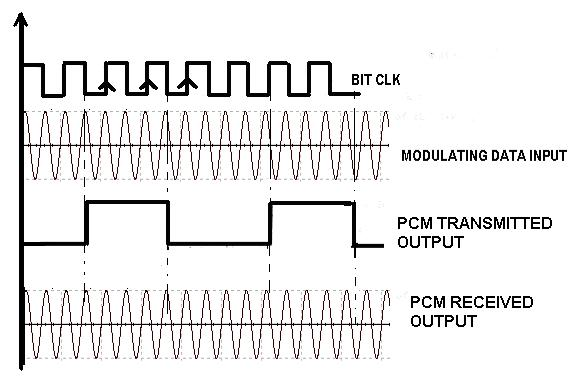 BIT CLK
MODULATING DATA INPUT
PCM TRANSMITTED
OUTPUT
PCM RECEIVED
OUTPUT